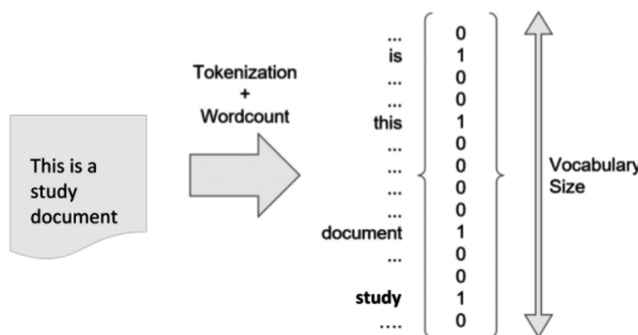 This is a
study
document
Tokenization
+
Wordcount
... 0
is 1
... 0
... 0
this 1
... 0
... 0
... 0
... 0
document 1
... 0
0
study 1
.... 0
Vocabulary
Size